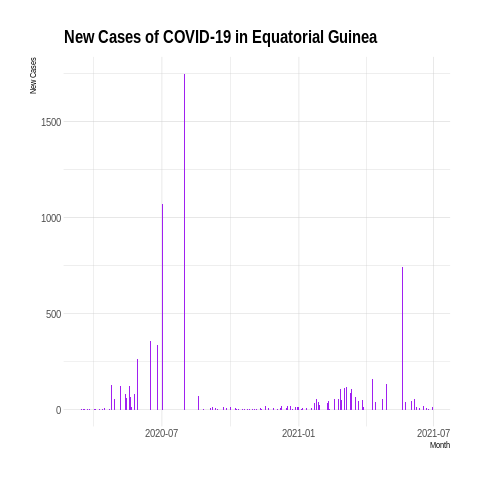 New Cases of COVID-19 in Equatorial Guinea
New Cases
1500
1000
500
0
2020-07
2021-01
2021-07
Month